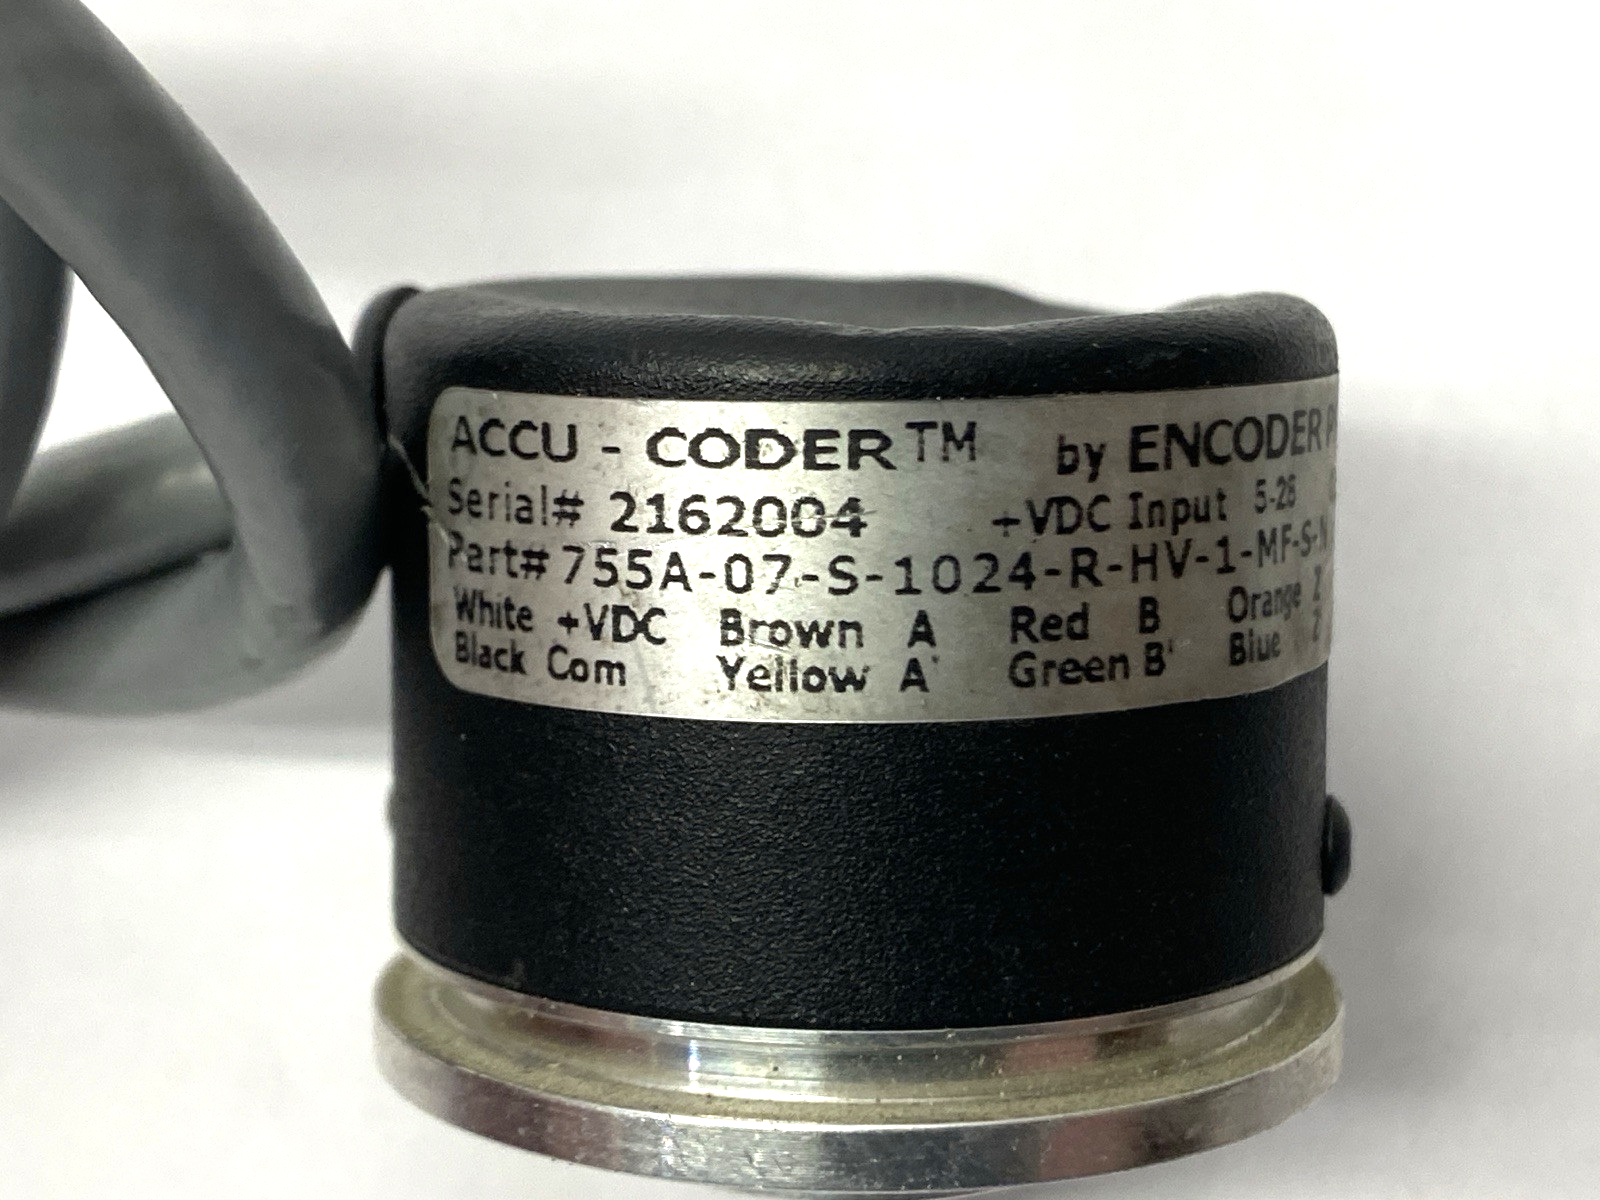 ACCU - CODER™ by ENCODER
Serial# 2162004 +VDC Input 5-28
Part# 755A-07-S-1024-R-HV-1-MF-S-N
White +VDC Brown A Red B Orange Z
Black Com Yellow A' Green B' Blue